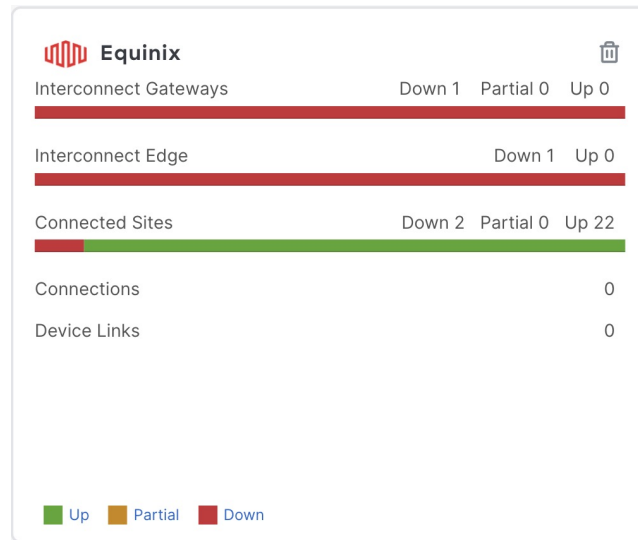 Equinix
Interconnect Gateways Down 1 Partial 0 Up 0
Interconnect Edge Down 1 Up 0
Connected Sites Down 2 Partial 0 Up 22
Connections 0
Device Links 0
Up Partial Down